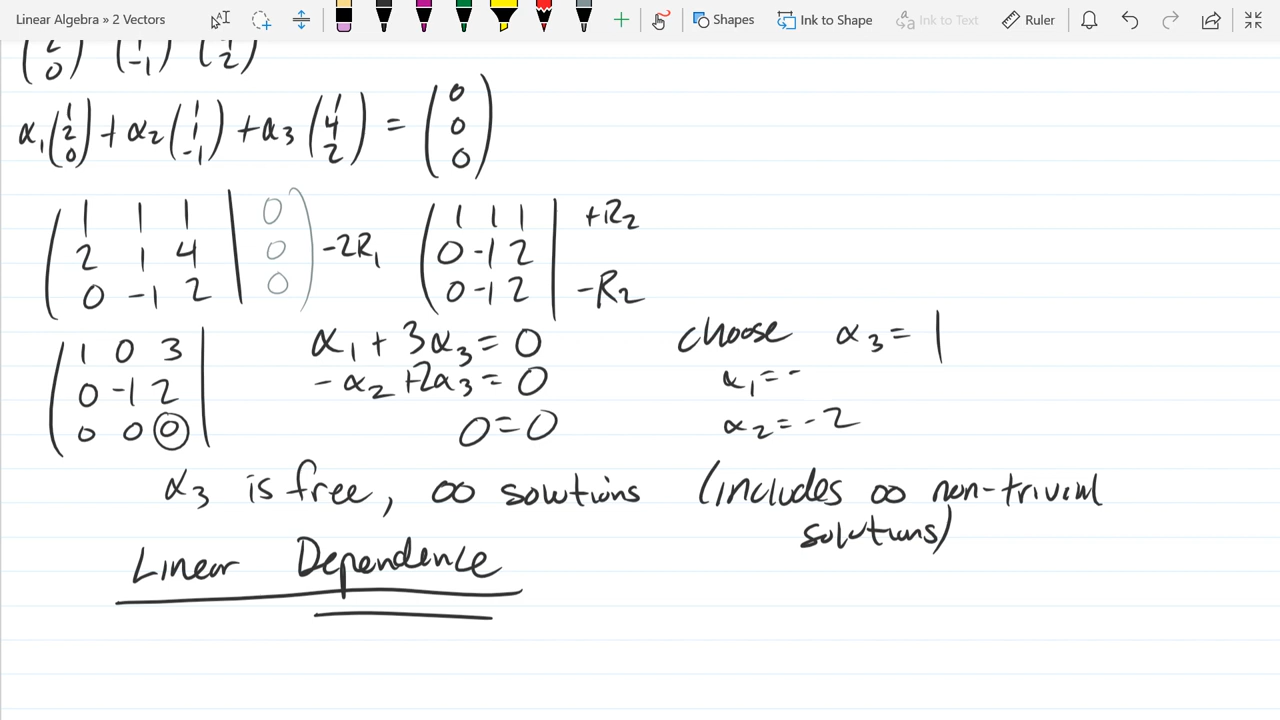 Linear Algebra » 2 Vectors
Shapes
Ink to Shape
Ink to Text
Ruler
0 -1 2
α₁(1 2 0) + α₂(1 1 -1) + α₃(1 4 2) = (0 0 0)
(1 1 1 | 0) (1 1 1 | +R₂
(2 1 4 | 0) -2R₁ (0 -1 2 |
(0 -1 2 | 0) (0 -1 2 | -R₂
(1 0 3 | α₁ + 3α₃ = 0 choose α₃ = 1
(0 -1 2 | -α₂ + 2α₃ = 0 α₁ = -
(0 0 0 | 0 = 0 α₂ = -2
α₃ is free, ∞ solutions (includes ∞ non-trivial
solutions)
Linear Dependence